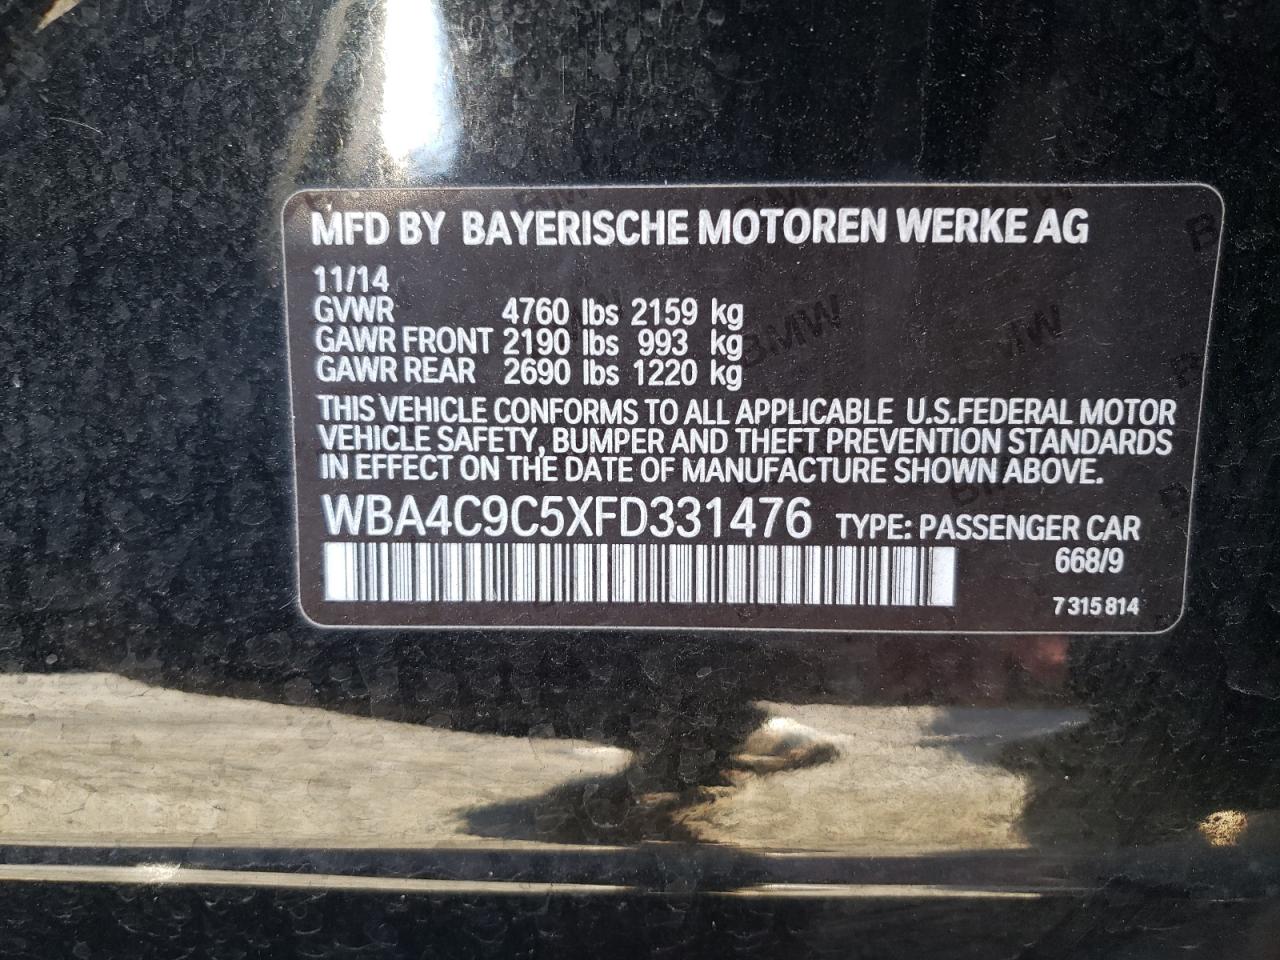 MFD BY BAYERISCHE MOTOREN WERKE AG
11/14
GVWR 4760 lbs 2159 kg
GAWR FRONT 2190 lbs 993 kg
GAWR REAR 2690 lbs 1220 kg
THIS VEHICLE CONFORMS TO ALL APPLICABLE U.S.FEDERAL MOTOR
VEHICLE SAFETY, BUMPER AND THEFT PREVENTION STANDARDS
IN EFFECT ON THE DATE OF MANUFACTURE SHOWN ABOVE.
WBA4C9C5XFD331476 TYPE: PASSENGER CAR
668/9
7 315 814